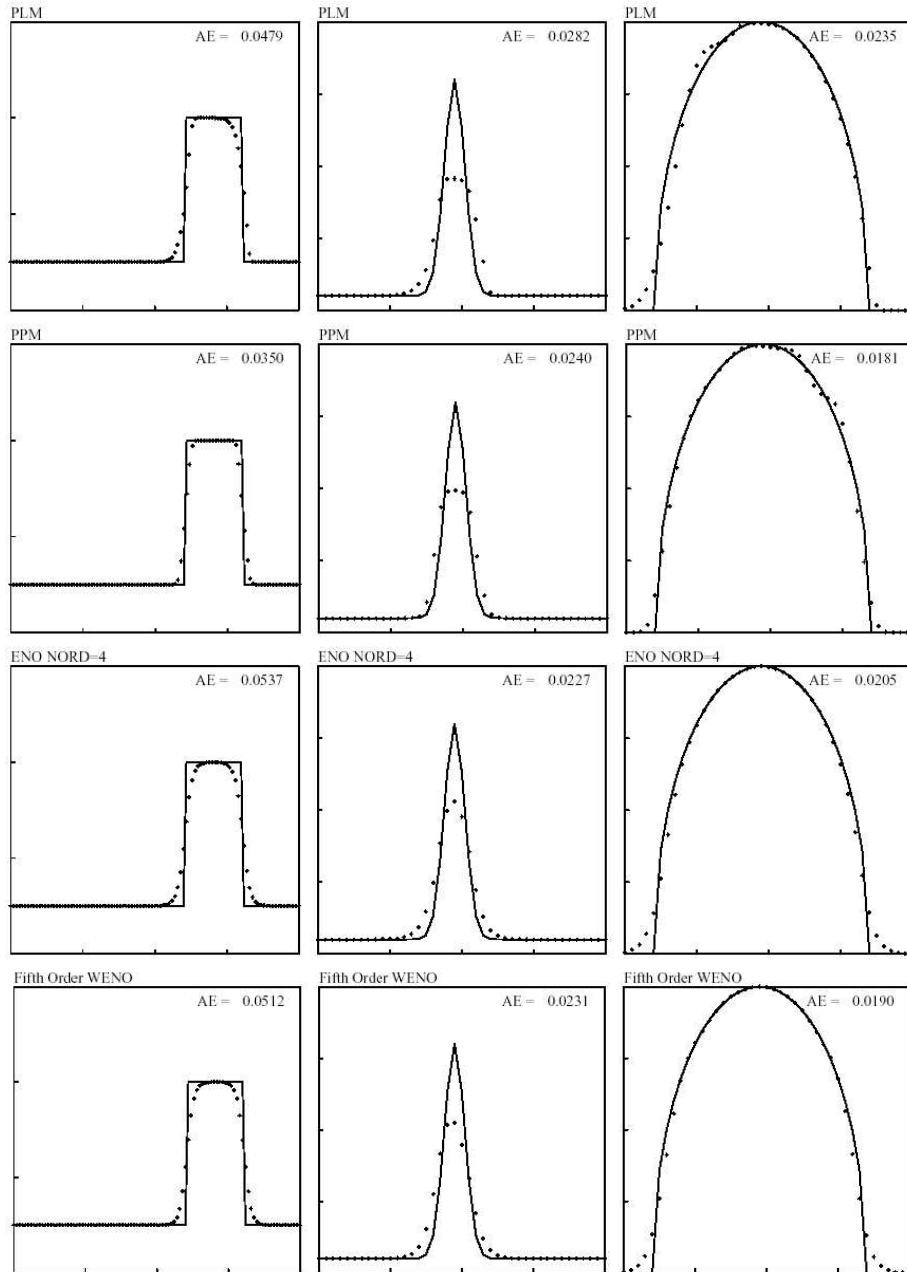 PLM
AE = 0.0479
PLM
AE = 0.0282
PLM
AE = 0.0235
PPM
AE = 0.0350
PPM
AE = 0.0240
PPM
AE = 0.0181
ENO NORD=4
AE = 0.0537
ENO NORD=4
AE = 0.0227
ENO NORD=4
AE = 0.0205
Fifth Order WENO
AE = 0.0512
Fifth Order WENO
AE = 0.0231
Fifth Order WENO
AE = 0.0190